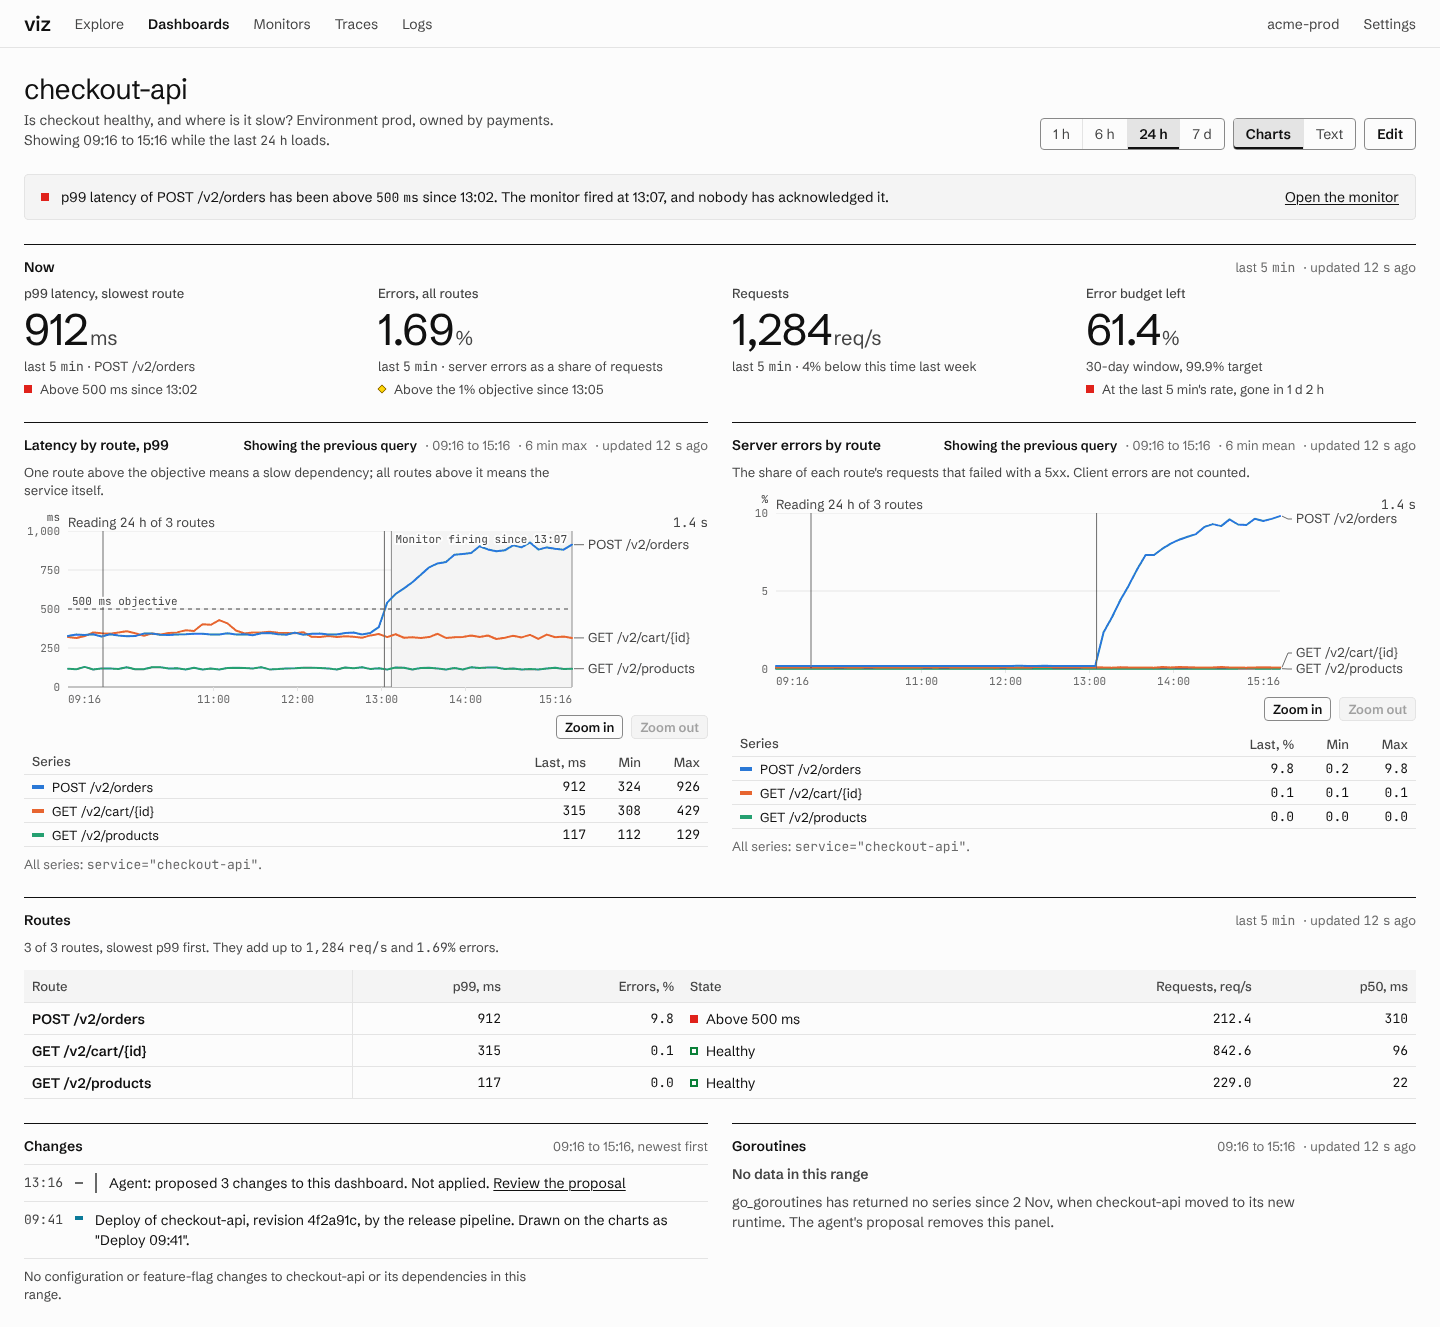 viz Explore Dashboards Monitors Traces Logs acme-prod Settings
checkout-api
Is checkout healthy, and where is it slow? Environment prod, owned by payments.
Showing 09:16 to 15:16 while the last 24 h loads.
1 h 6 h 24 h 7 d Charts Text Edit
p99 latency of POST /v2/orders has been above 500 ms since 13:02. The monitor fired at 13:07, and nobody has acknowledged it. Open the monitor
Now last 5 min · updated 12 s ago
p99 latency, slowest route
912 ms
last 5 min · POST /v2/orders
Above 500 ms since 13:02
Errors, all routes
1.69 %
last 5 min · server errors as a share of requests
Above the 1% objective since 13:05
Requests
1,284 req/s
last 5 min · 4% below this time last week
Error budget left
61.4 %
30-day window, 99.9% target
At the last 5 min's rate, gone in 1 d 2 h
Latency by route, p99 Showing the previous query · 09:16 to 15:16 · 6 min max · updated 12 s ago
One route above the objective means a slow dependency; all routes above it means the
service itself.
ms Reading 24 h of 3 routes 1.4 s
1,000
750
500
250
0
Monitor firing since 13:07
500 ms objective
POST /v2/orders
GET /v2/cart/{id}
GET /v2/products
09:16 11:00 12:00 13:00 14:00 15:16
Zoom in Zoom out
Series Last, ms Min Max
POST /v2/orders 912 324 926
GET /v2/cart/{id} 315 308 429
GET /v2/products 117 112 129
All series: service="checkout-api".
Server errors by route Showing the previous query · 09:16 to 15:16 · 6 min mean · updated 12 s ago
The share of each route's requests that failed with a 5xx. Client errors are not counted.
% Reading 24 h of 3 routes 1.4 s
10
5
0
POST /v2/orders
GET /v2/cart/{id}
GET /v2/products
09:16 11:00 12:00 13:00 14:00 15:16
Zoom in Zoom out
Series Last, % Min Max
POST /v2/orders 9.8 0.2 9.8
GET /v2/cart/{id} 0.1 0.1 0.1
GET /v2/products 0.0 0.0 0.0
All series: service="checkout-api".
Routes last 5 min · updated 12 s ago
3 of 3 routes, slowest p99 first. They add up to 1,284 req/s and 1.69% errors.
Route p99, ms Errors, % State Requests, req/s p50, ms
POST /v2/orders 912 9.8 Above 500 ms 212.4 310
GET /v2/cart/{id} 315 0.1 Healthy 842.6 96
GET /v2/products 117 0.0 Healthy 229.0 22
Changes 09:16 to 15:16, newest first
13:16 Agent: proposed 3 changes to this dashboard. Not applied. Review the proposal
09:41 Deploy of checkout-api, revision 4f2a91c, by the release pipeline. Drawn on the charts as
"Deploy 09:41".
No configuration or feature-flag changes to checkout-api or its dependencies in this
range.
Goroutines 09:16 to 15:16 · updated 12 s ago
No data in this range
go_goroutines has returned no series since 2 Nov, when checkout-api moved to its new
runtime. The agent's proposal removes this panel.